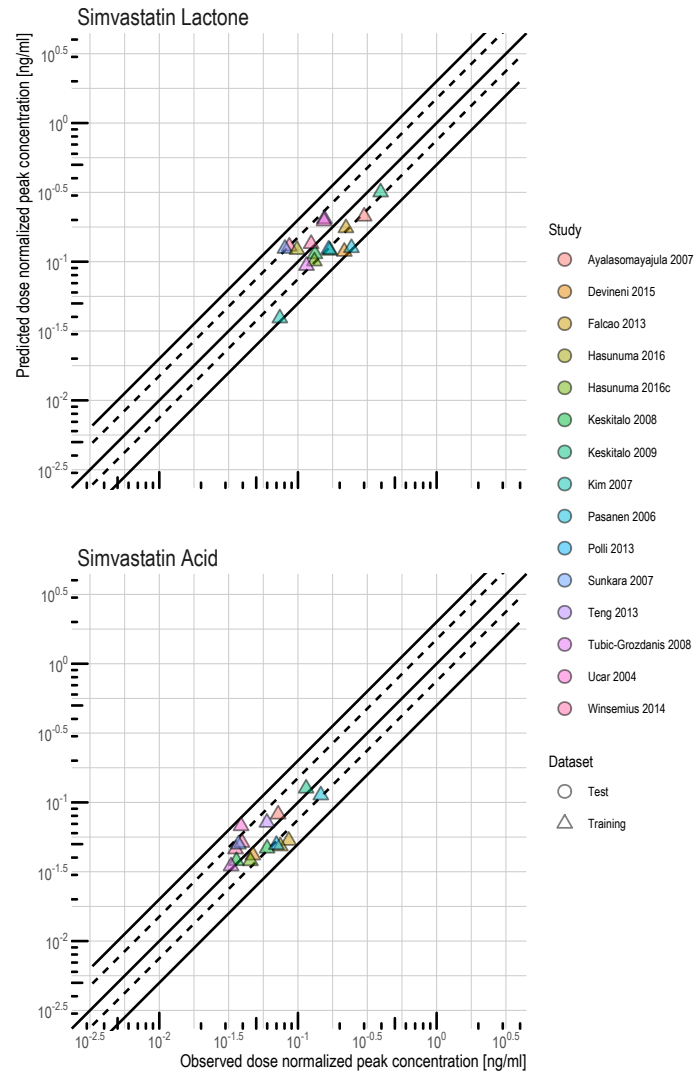 Simvastatin Lactone
Predicted dose normalized peak concentration [ng/ml]
10^0.5
10^0
10^-0.5
10^-1
10^-1.5
10^-2
10^-2.5
Simvastatin Acid
10^0.5
10^0
10^-0.5
10^-1
10^-1.5
10^-2
10^-2.5
10^-2.5 10^-2 10^-1.5 10^-1 10^-0.5 10^0 10^0.5
Observed dose normalized peak concentration [ng/ml]
Study
Ayalasomayajula 2007
Devineni 2015
Falcao 2013
Hasunuma 2016
Hasunuma 2016c
Keskitalo 2008
Keskitalo 2009
Kim 2007
Pasanen 2006
Polli 2013
Sunkara 2007
Teng 2013
Tubic-Grozdanis 2008
Ucar 2004
Winsemius 2014
Dataset
Test
Training